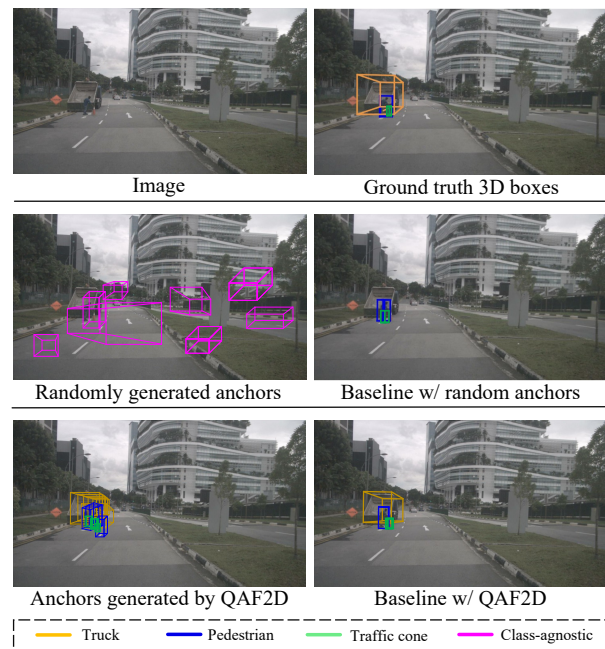 Image
Ground truth 3D boxes
Randomly generated anchors
Baseline w/ random anchors
Anchors generated by QAF2D
Baseline w/ QAF2D
Truck
Pedestrian
Traffic cone
Class-agnostic